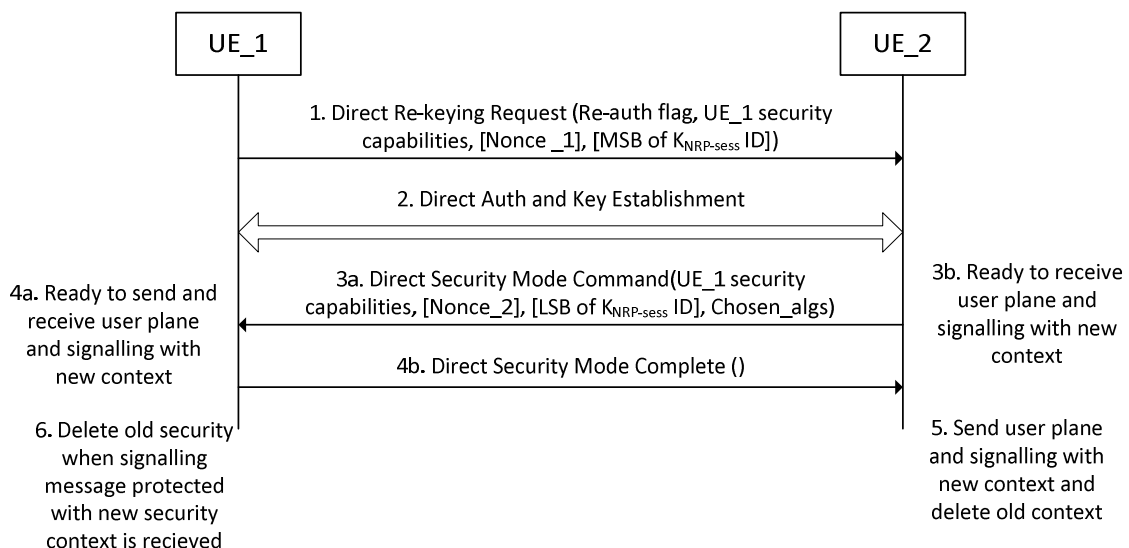 UE_1
UE_2
1. Direct Re-keying Request (Re-auth flag, UE_1 security
capabilities, [Nonce _1], [MSB of KNRP-sess ID])
2. Direct Auth and Key Establishment
3a. Direct Security Mode Command(UE_1 security
capabilities, [Nonce_2], [LSB of KNRP-sess ID], Chosen_algs)
3b. Ready to receive
user plane and
signalling with new
context
4a. Ready to send and
receive user plane
and signalling with
new context
4b. Direct Security Mode Complete ()
5. Send user plane
and signalling with
new context and
delete old context
6. Delete old security
when signalling
message protected
with new security
context is recieved